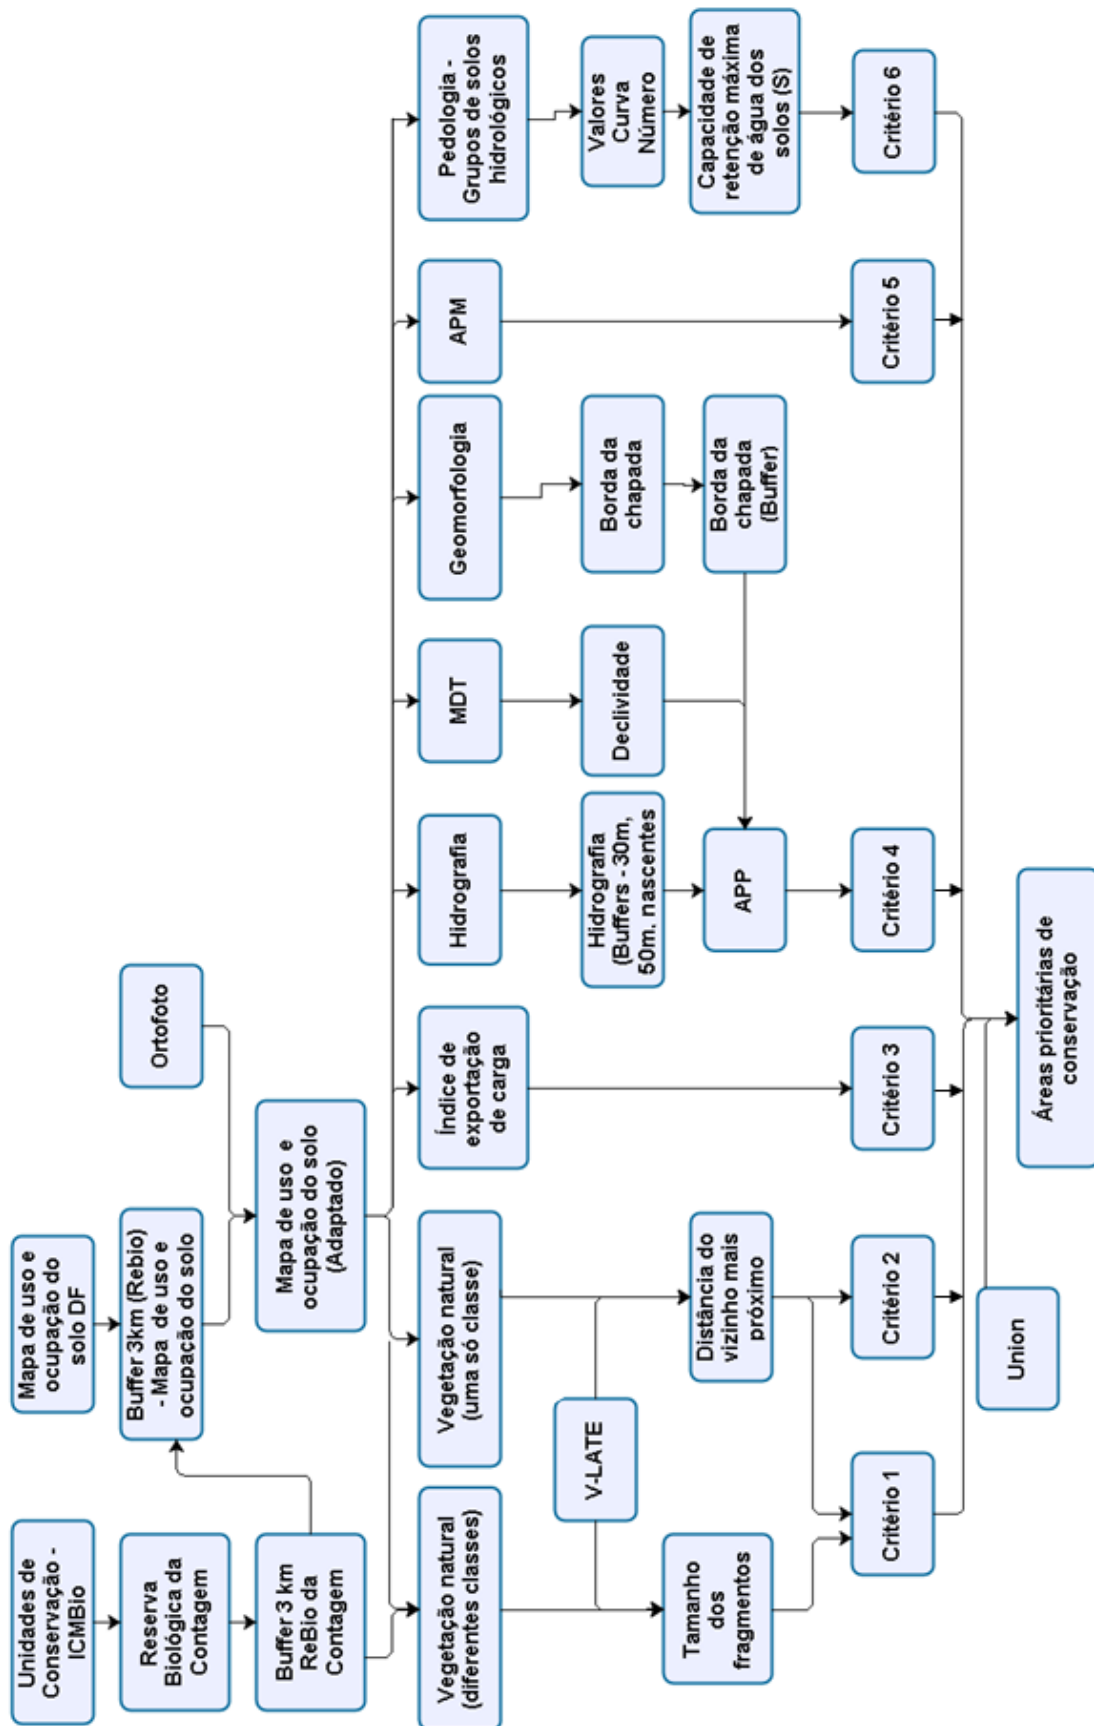 Unidades de
Conservação -
ICMBio
Mapa de uso e
ocupação do
solo DF
Reserva
Biológica da
Contagem
Buffer 3km (Rebio)
- Mapa de uso e
ocupação do solo
Ortofoto
Buffer 3 km
ReBio da
Contagem
Mapa de uso e
ocupação do solo
(Adaptado)
Vegetação natural
(diferentes classes)
Vegetação natural
(uma só classe)
Índice de
exportação
de carga
Hidrografia
MDT
Geomorfologia
APM
Pedologia -
Grupos de solos
hidrológicos
V-LATE
Hidrografia
(Buffers - 30m,
50m. nascentes
Declividade
Borda da
chapada
Valores
Curva
Número
Tamanho
dos
fragmentos
Distância do
vizinho mais
próximo
APP
Borda da
chapada
(Buffer)
Capacidade de
retenção máxima
de água dos
solos (S)
Critério 1
Critério 2
Critério 3
Critério 4
Critério 5
Critério 6
Union
Áreas prioritárias de
conservação